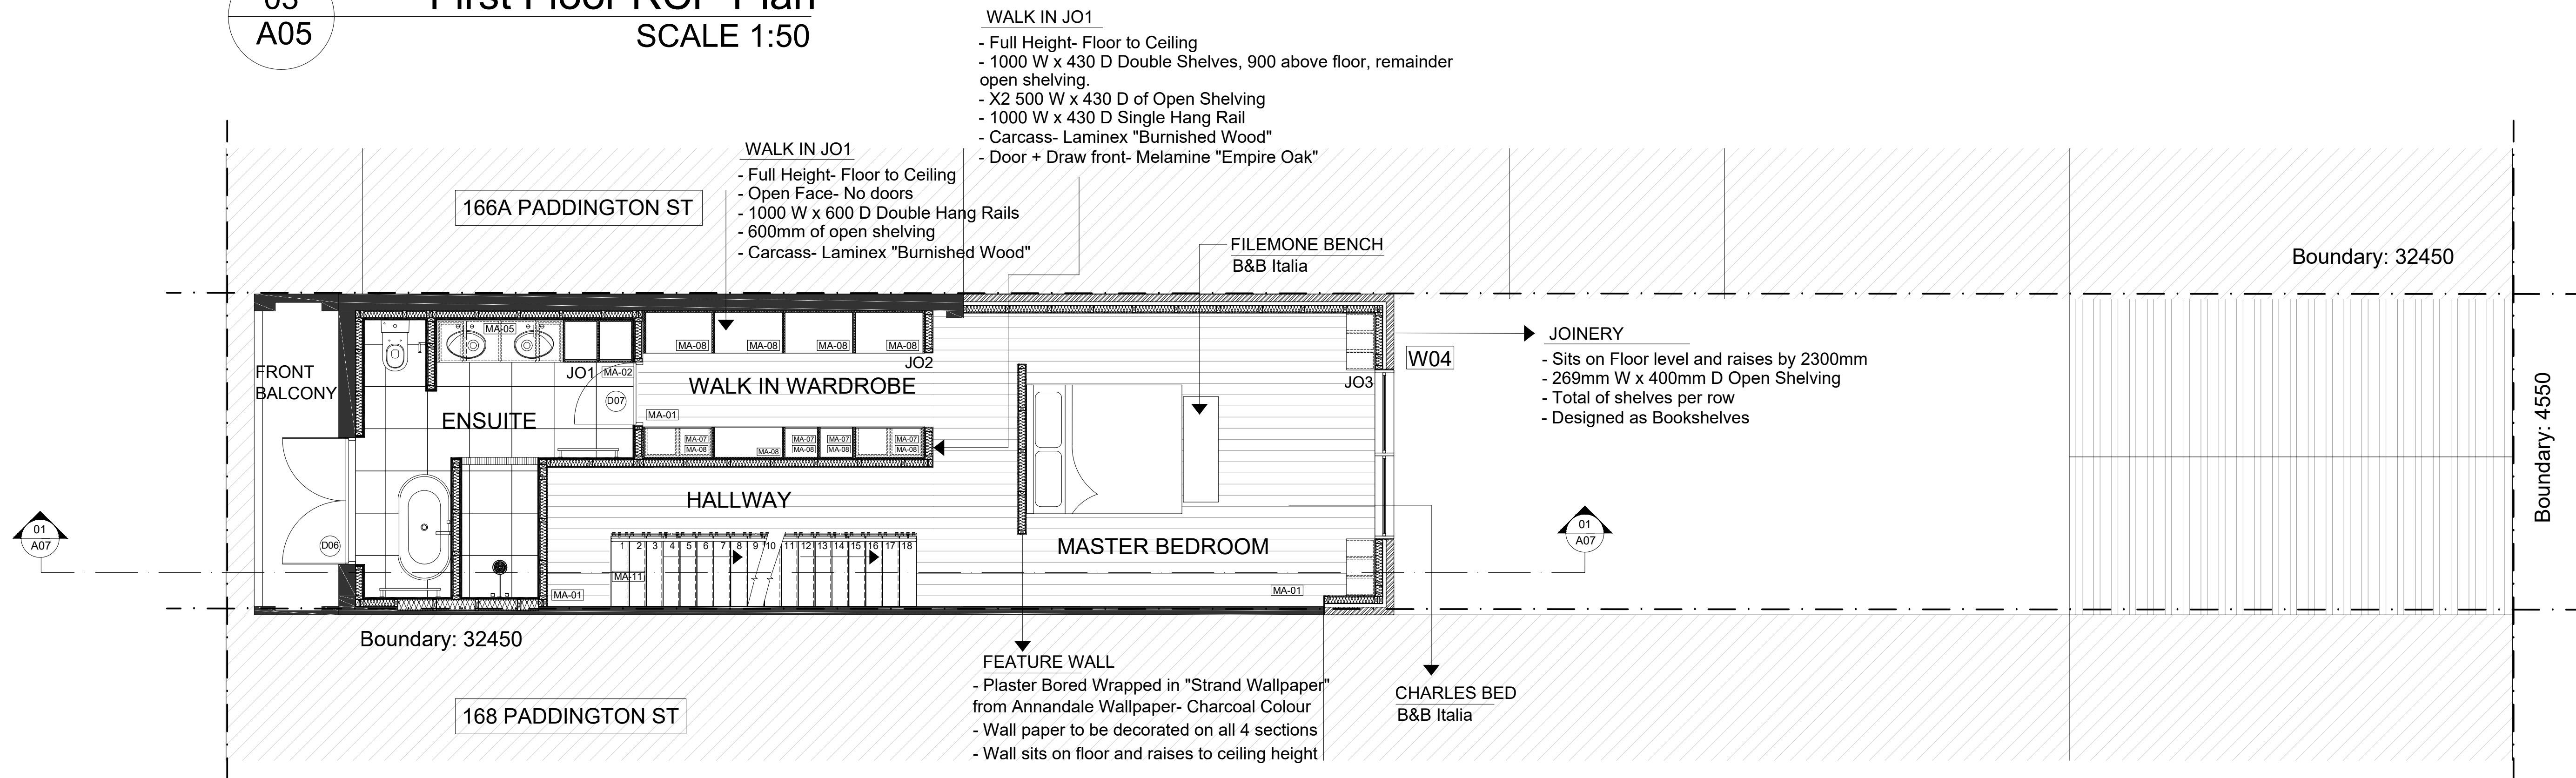 03
A05
First Floor RCP Plan
SCALE 1:50
WALK IN JO1
- Full Height- Floor to Ceiling
- 1000 W x 430 D Double Shelves, 900 above floor, remainder
open shelving.
- X2 500 W x 430 D of Open Shelving
- 1000 W x 430 D Single Hang Rail
- Carcass- Laminex "Burnished Wood"
- Door + Draw front- Melamine "Empire Oak"
WALK IN JO1
- Full Height- Floor to Ceiling
- Open Face- No doors
- 1000 W x 600 D Double Hang Rails
- 600mm of open shelving
- Carcass- Laminex "Burnished Wood"
166A PADDINGTON ST
FILEMONE BENCH
B&B Italia
Boundary: 32450
JOINERY
- Sits on Floor level and raises by 2300mm
- 269mm W x 400mm D Open Shelving
- Total of shelves per row
- Designed as Bookshelves
W04
Boundary: 4550
FRONT
BALCONY
MA-05
MA-08
MA-08
MA-08
MA-08
JO2
JO1
MA-02
WALK IN WARDROBE
JO3
D07
MA-01
ENSUITE
MA-07
MA-08
MA-08
MA-07
MA-08
MA-07
MA-08
MA-07
MA-08
HALLWAY
01
A07
D06
1 2 3 4 5 6 7 8 9 10 11 12 13 14 15 16 17 18
MA-11
MASTER BEDROOM
01
A07
MA-01
MA-01
Boundary: 32450
FEATURE WALL
- Plaster Bored Wrapped in "Strand Wallpaper"
from Annandale Wallpaper- Charcoal Colour
- Wall paper to be decorated on all 4 sections
- Wall sits on floor and raises to ceiling height
CHARLES BED
B&B Italia
168 PADDINGTON ST